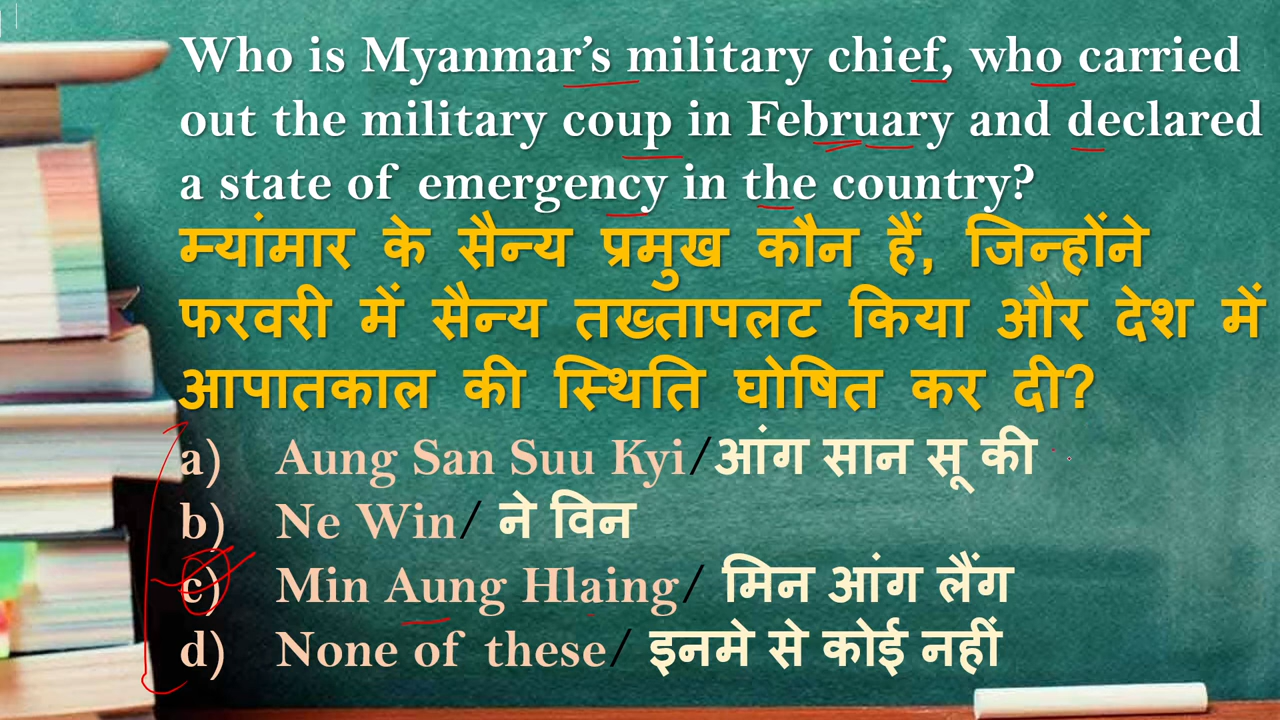 Who is Myanmar’s military chief, who carried
out the military coup in February and declared
a state of emergency in the country?
म्यांमार के सैन्य प्रमुख कौन हैं, जिन्होंने
फरवरी में सैन्य तख्तापलट किया और देश में
आपातकाल की स्थिति घोषित कर दी?
a) Aung San Suu Kyi/आंग सान सू की
b) Ne Win/ ने विन
c) Min Aung Hlaing/ मिन आंग लैंग
d) None of these/ इनमे से कोई नहीं